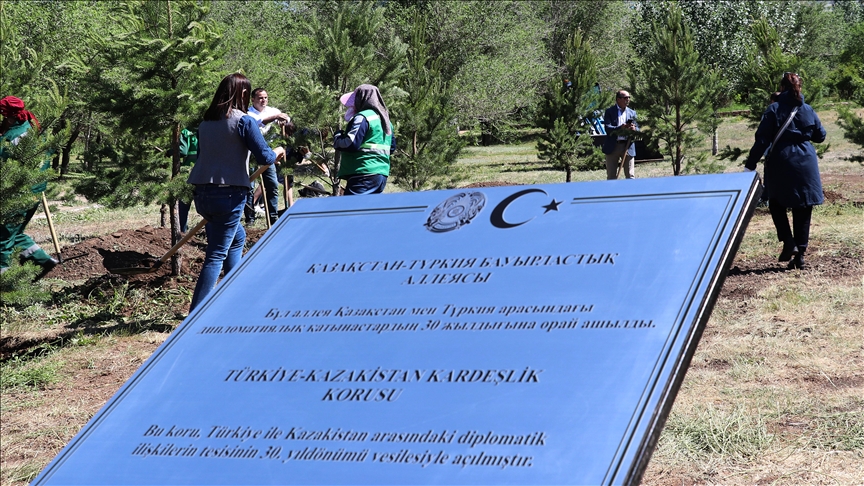 ҚАЗАҚСТАН-ТҮРКИЯ БАУЫРЛАСТЫҚ
АЛЛЕЯСЫ
Бұл аллея Қазақстан мен Түркия арасындағы
дипломатиялық қатынастардың 30 жылдығына орай ашылды.
TÜRKİYE-KAZAKİSTAN KARDEŞLİK
KORUSU
Bu koru, Türkiye ile Kazakistan arasındaki diplomatik
ilişkilerin tesisinin 30. yıldönümü vesilesiyle açılmıştır.